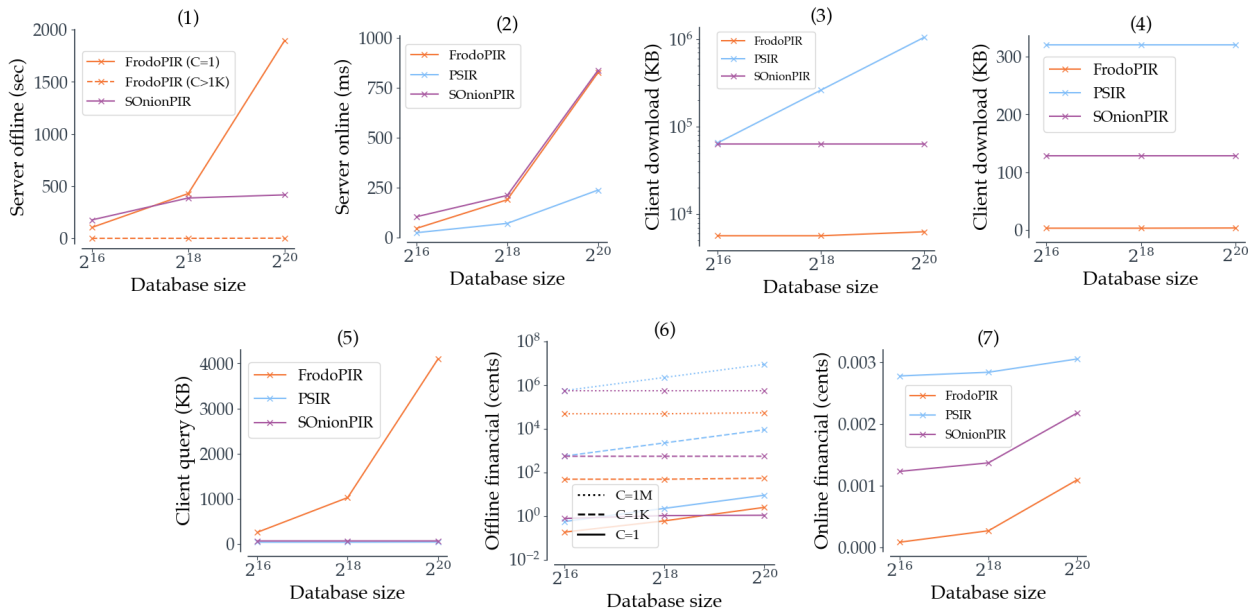 (1)
Server offline (sec)
2000
1500
1000
500
0
FrodoPIR (C=1)
FrodoPIR (C>1K)
SOnionPIR
2^16
2^18
2^20
Database size
(2)
Server online (ms)
1000
750
500
250
0
FrodoPIR
PSIR
SOnionPIR
2^16
2^18
2^20
Database size
(3)
Client download (KB)
10^6
10^5
10^4
FrodoPIR
PSIR
SOnionPIR
2^16
2^18
2^20
Database size
(4)
Client download (KB)
300
200
100
0
FrodoPIR
PSIR
SOnionPIR
2^16
2^18
2^20
Database size
(5)
Client query (KB)
4000
3000
2000
1000
0
FrodoPIR
PSIR
SOnionPIR
2^16
2^18
2^20
Database size
(6)
Offline financial (cents)
10^8
10^6
10^4
10^2
10^0
10^−2
C=1M
C=1K
C=1
2^16
2^18
2^20
Database size
(7)
Online financial (cents)
0.003
0.002
0.001
0.000
FrodoPIR
PSIR
SOnionPIR
2^16
2^18
2^20
Database size